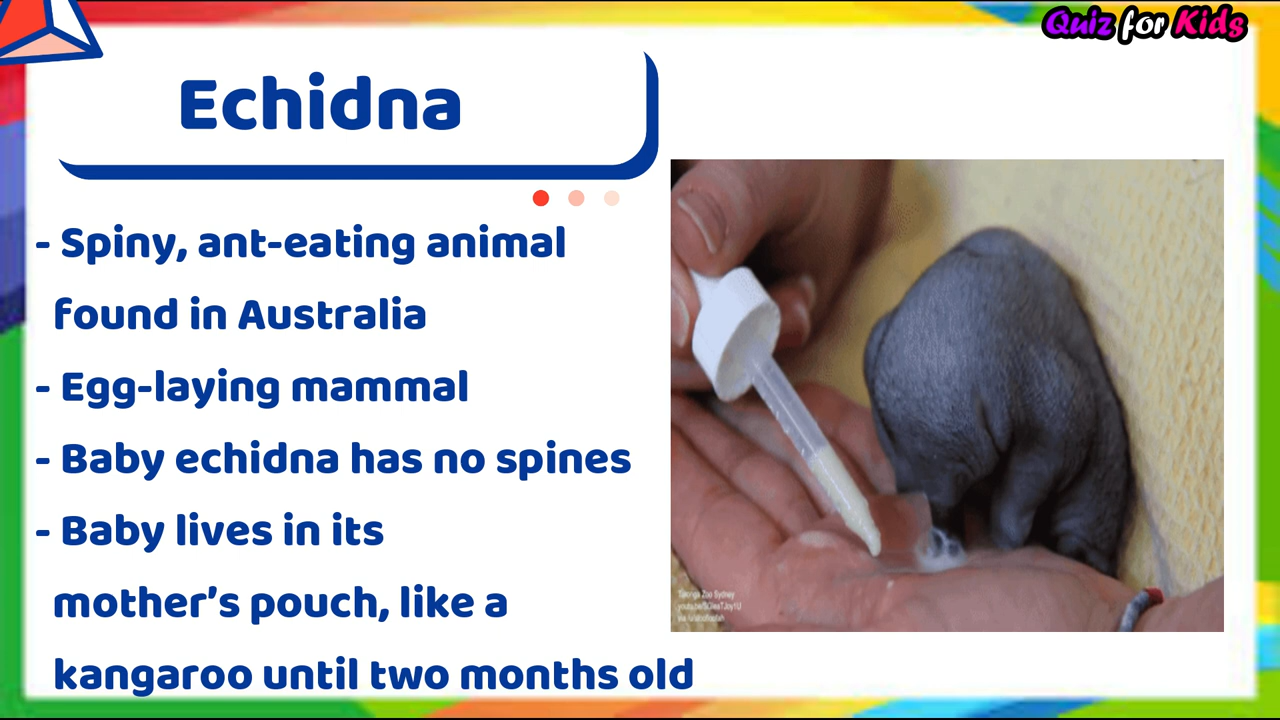 Quiz for Kids
Echidna
- Spiny, ant-eating animal
found in Australia
- Egg-laying mammal
- Baby echidna has no spines
- Baby lives in its
mother's pouch, like a
kangaroo until two months old
Taronga Zoo Sydney